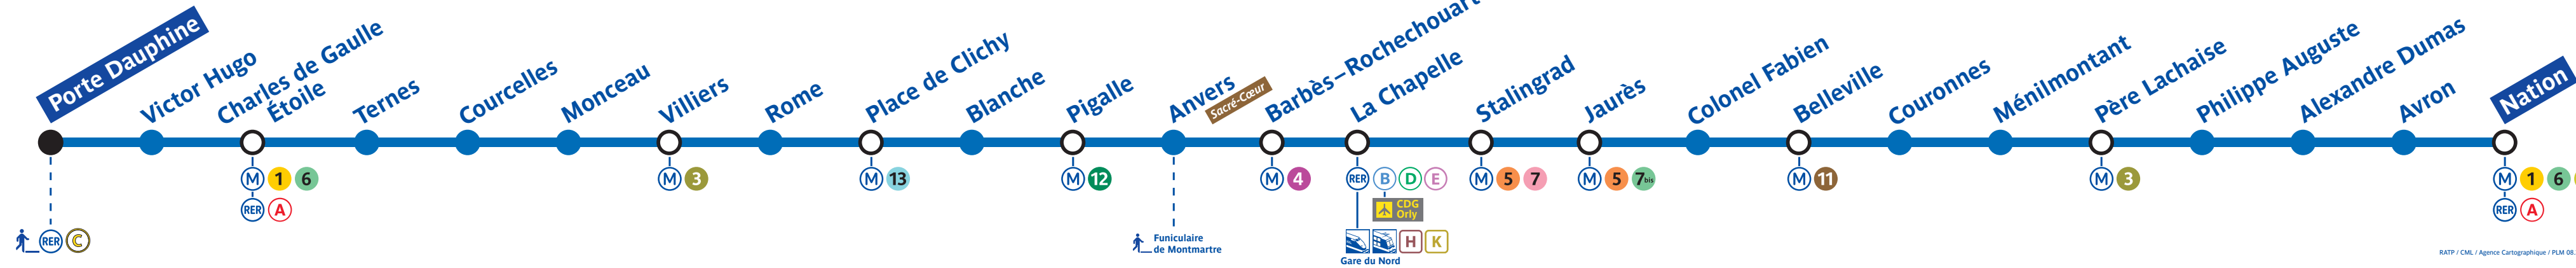 Porte Dauphine
Victor Hugo
Charles de Gaulle
Étoile
Ternes
Courcelles
Monceau
Villiers
Rome
Place de Clichy
Blanche
Pigalle
Anvers
Sacré-Cœur
Barbès–Rochechouart
La Chapelle
Stalingrad
Jaurès
Colonel Fabien
Belleville
Couronnes
Ménilmontant
Père Lachaise
Philippe Auguste
Alexandre Dumas
Avron
Nation
M 1 6
M 3
M 13
M 12
M 4
RER B D E
M 5 7
M 5 7bis
M 11
M 3
M 1 6
RER A
CDG
Orly
RER A
RER C
Funiculaire
de Montmartre
H K
Gare du Nord
RATP / CML / Agence Cartographique / PLM 08.